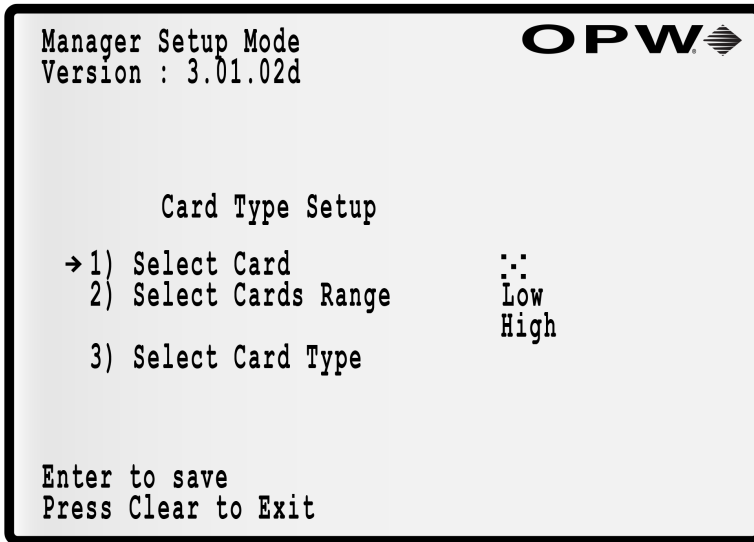 Manager Setup Mode
OPW
Version : 3.01.02d
Card Type Setup
→ 1) Select Card
2) Select Cards Range Low
High
3) Select Card Type
Enter to save
Press Clear to Exit